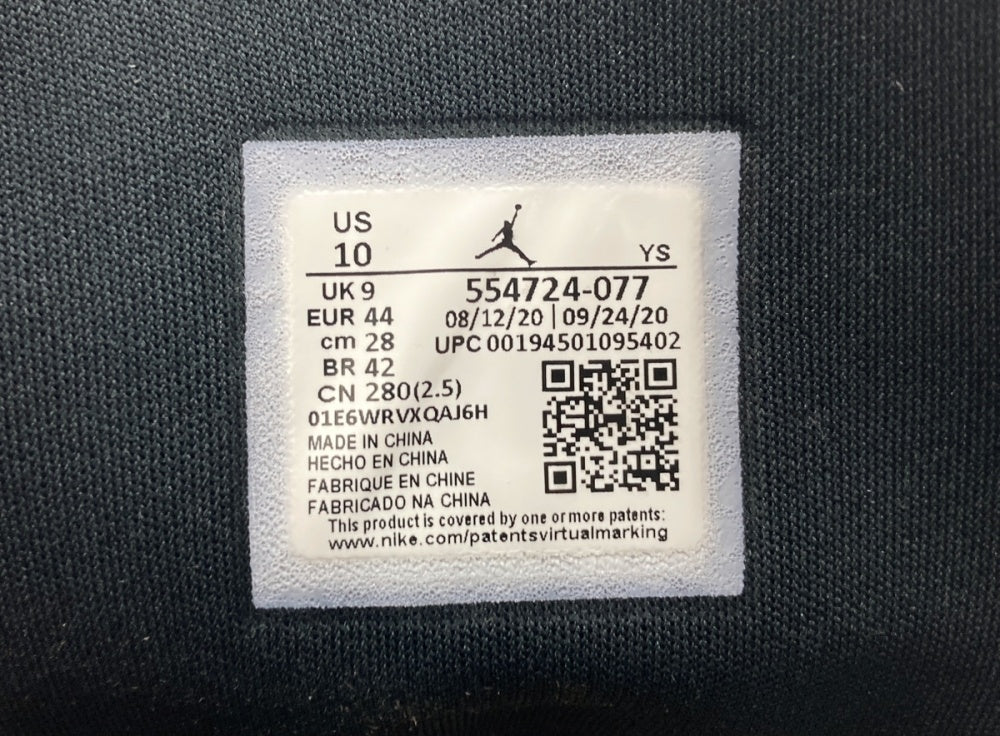 US
10
YS
UK 9
554724-077
EUR 44
08/12/20 | 09/24/20
cm 28
UPC 00194501095402
BR 42
CN 280(2.5)
01E6WRVXQAJ6H
MADE IN CHINA
HECHO EN CHINA
FABRIQUE EN CHINE
FABRICADO NA CHINA
This product is covered by one or more patents:
www.nike.com/patentsvirtualmarking